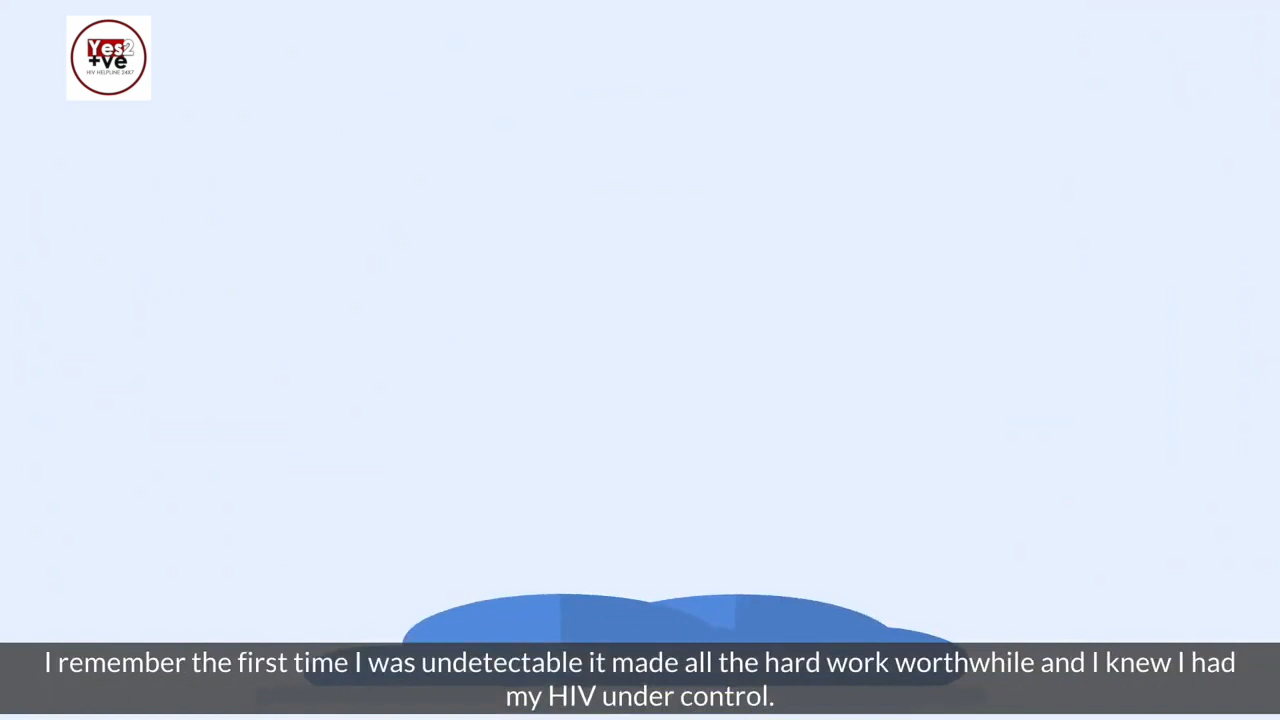 Yes2
+ve
HIV HELPLINE 24X7
I remember the first time I was undetectable it made all the hard work worthwhile and I knew I had
my HIV under control.